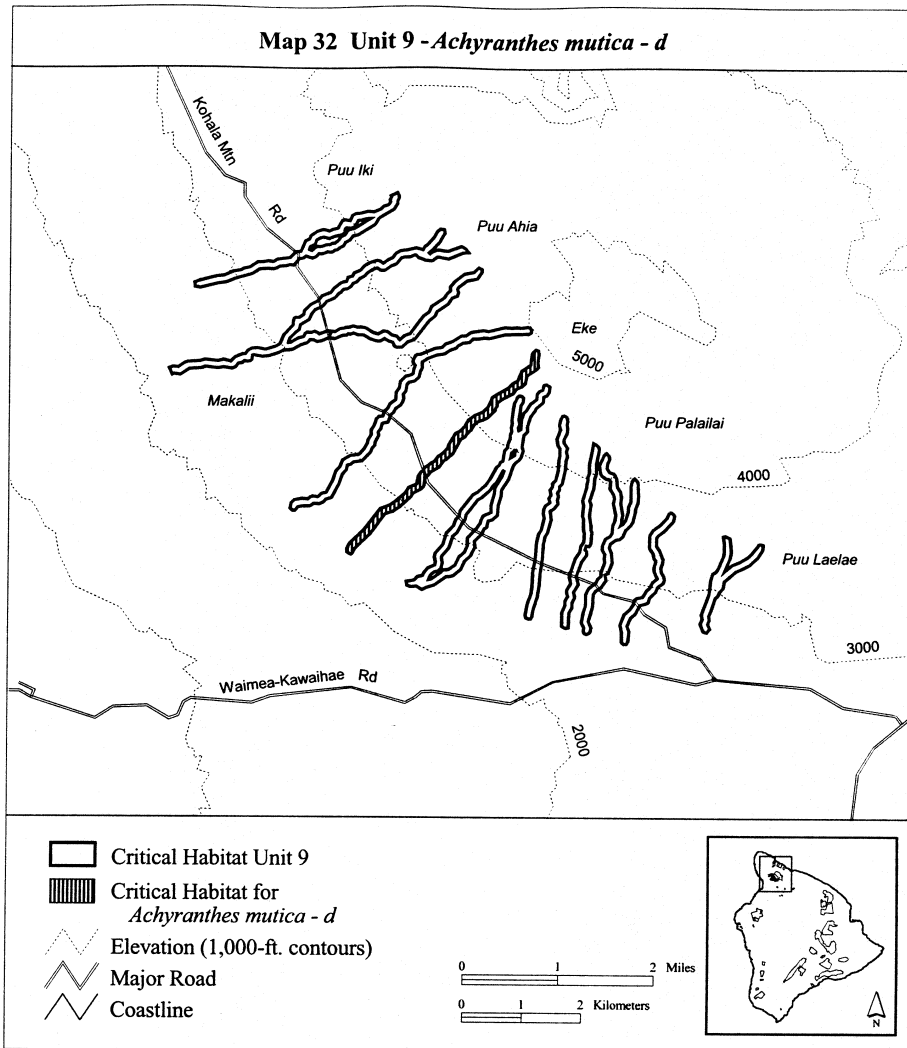 Map 32 Unit 9 - Achyranthes mutica - d
Kohala Mtn
Rd
Puu Iki
Puu Ahia
Eke
5000
Makalii
Puu Palailai
4000
Puu Laelae
3000
Waimea-Kawaihae Rd
2000
Critical Habitat Unit 9
Critical Habitat for
Achyranthes mutica - d
Elevation (1,000-ft. contours)
Major Road
Coastline
0 1 2 Miles
0 1 2 Kilometers
N